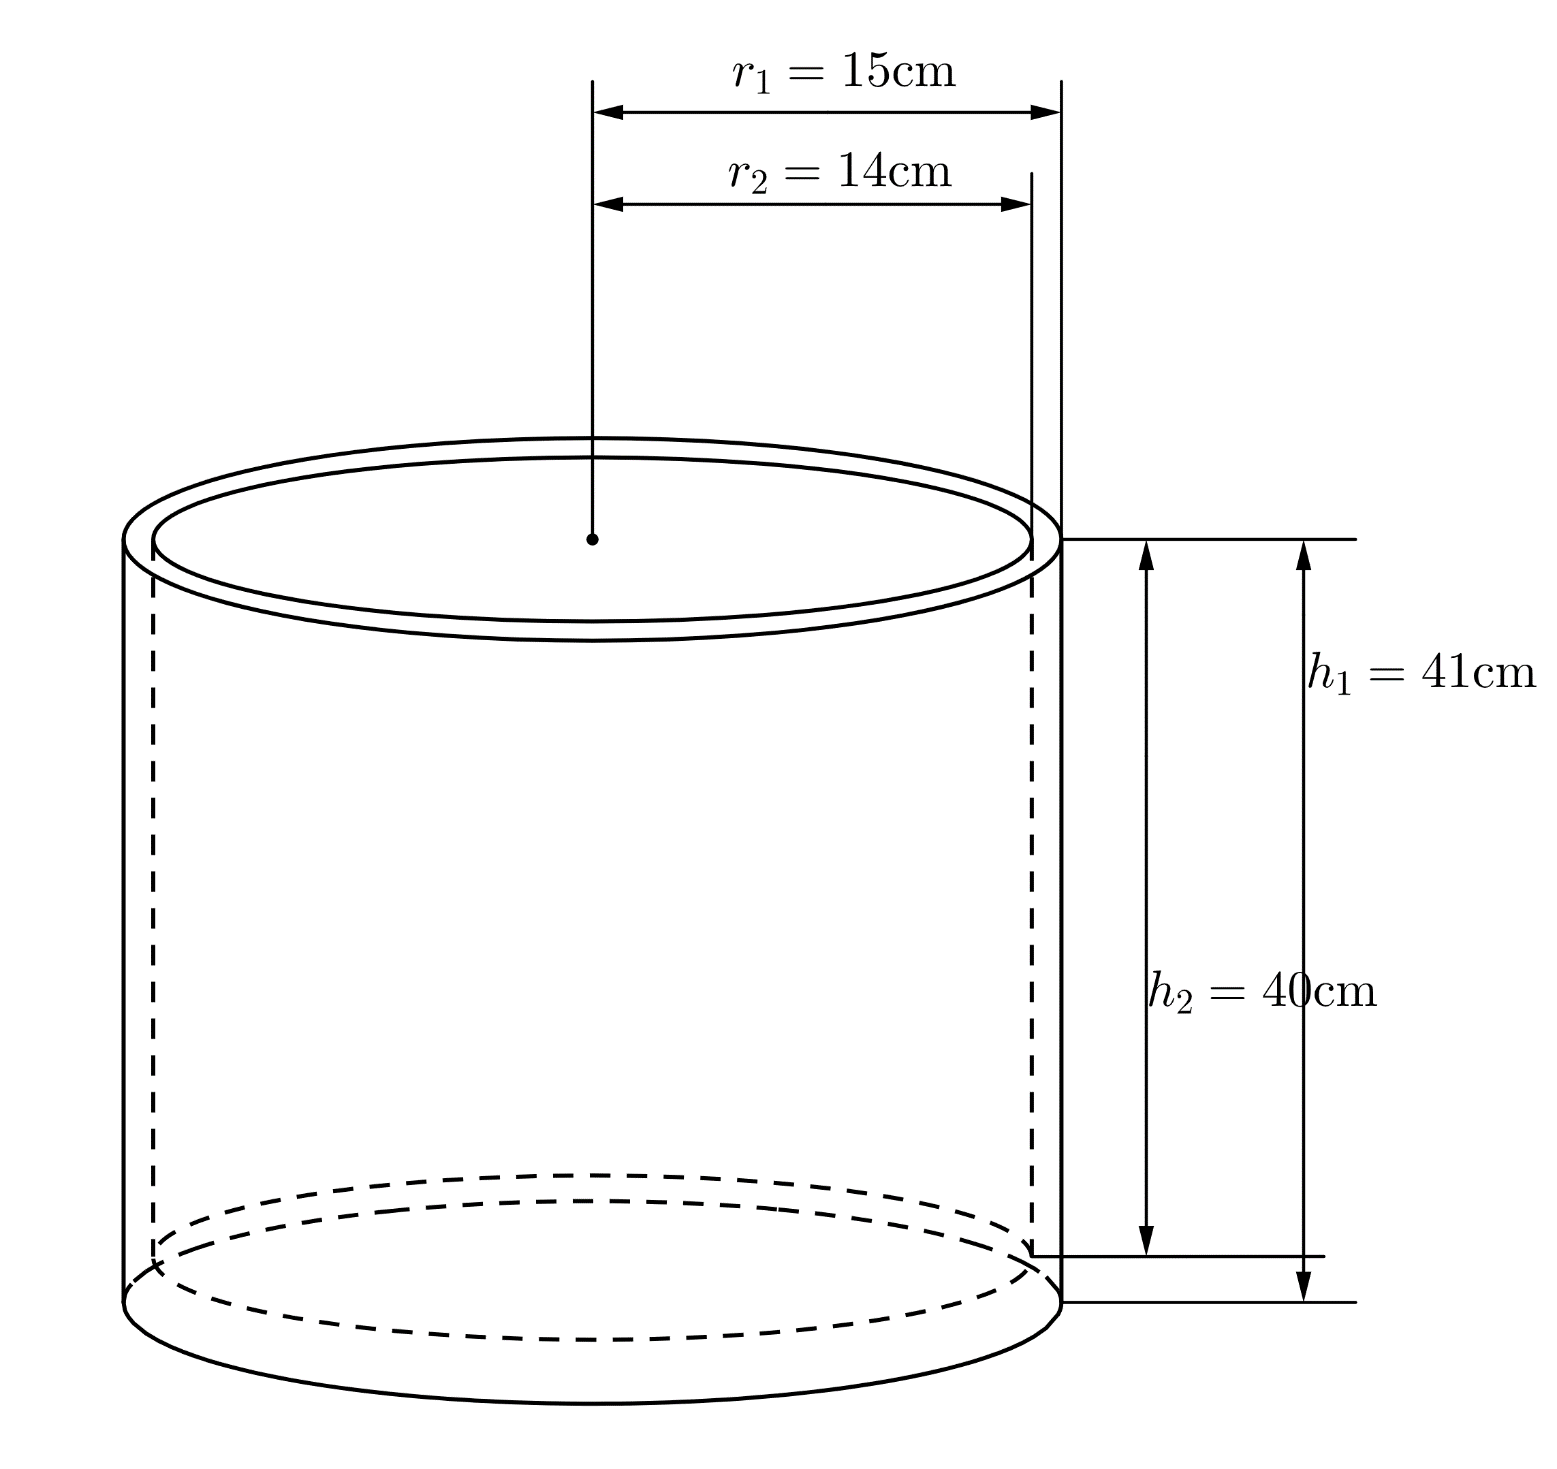 r₁ = 15cm
r₂ = 14cm
h₁ = 41cm
h₂ = 40cm